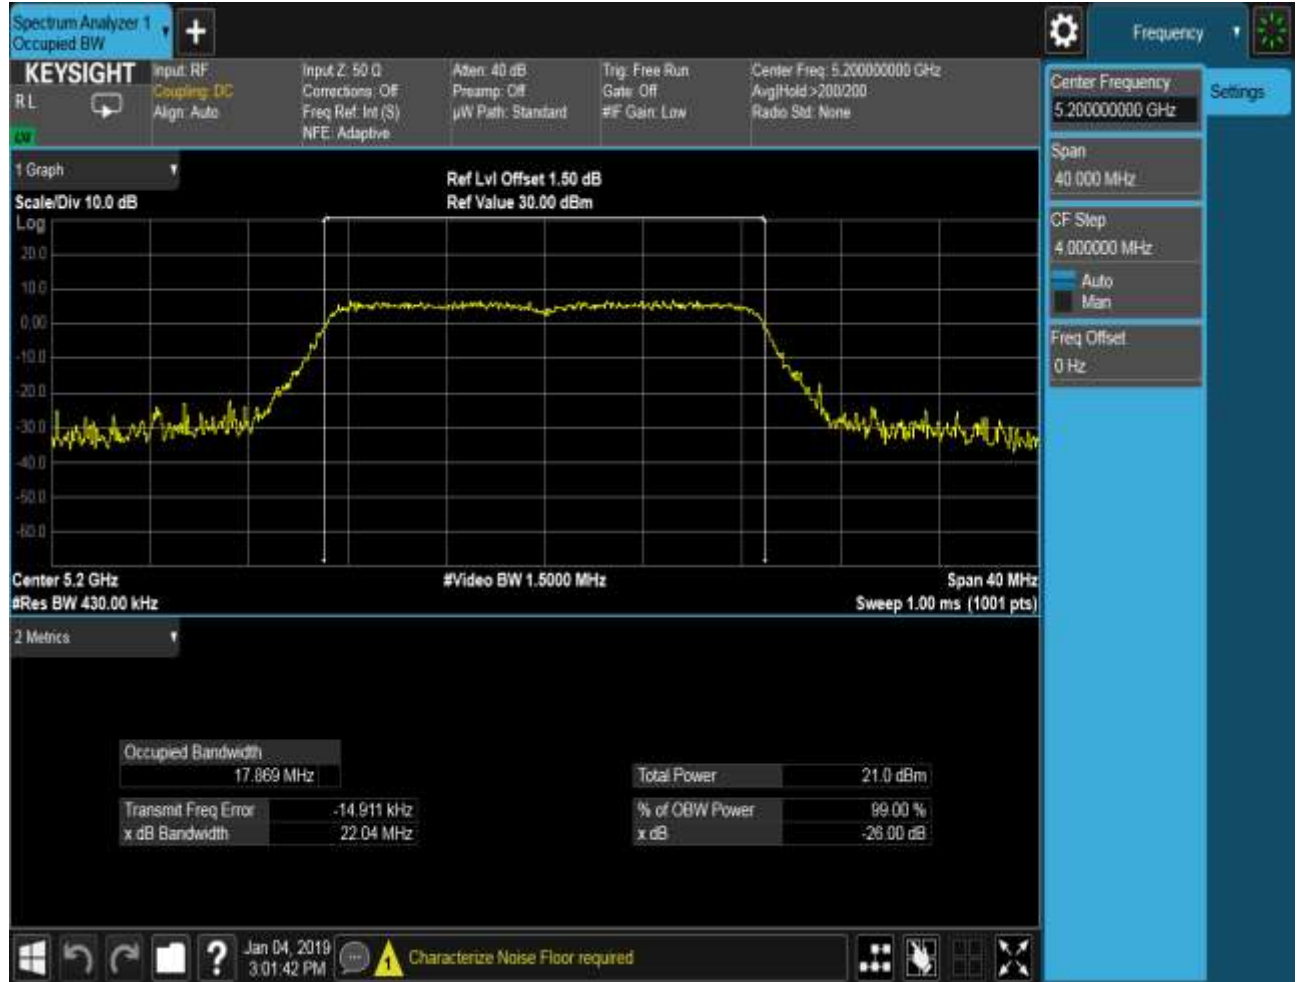 Spectrum Analyzer 1
Occupied BW
Frequency
KEYSIGHT
R L
Input: RF
Coupling: DC
Align: Auto
Input Z: 50 Ω
Corrections: Off
Freq Ref: Int (S)
NFE: Adaptive
Atten: 40 dB
Preamp: Off
µW Path: Standard
Trig: Free Run
Gate: Off
#IF Gain: Low
Center Freq: 5.200000000 GHz
Avg|Hold:>200/200
Radio Std: None
Center Frequency
5.200000000 GHz
Settings
Span
40.000 MHz
CF Step
4.000000 MHz
Auto
Man
Freq Offset
0 Hz
1 Graph
Scale/Div 10.0 dB
Ref Lvl Offset 1.50 dB
Ref Value 30.00 dBm
Log
20.0
10.0
0.00
-10.0
-20.0
-30.0
-40.0
-50.0
-60.0
Center 5.2 GHz
#Video BW 1.5000 MHz
Span 40 MHz
#Res BW 430.00 kHz
Sweep 1.00 ms (1001 pts)
2 Metrics
Occupied Bandwidth
17.869 MHz
Total Power 21.0 dBm
Transmit Freq Error -14.911 kHz
% of OBW Power 99.00 %
x dB Bandwidth 22.04 MHz
x dB -26.00 dB
Jan 04, 2019
3:01:42 PM
1
Characterize Noise Floor required